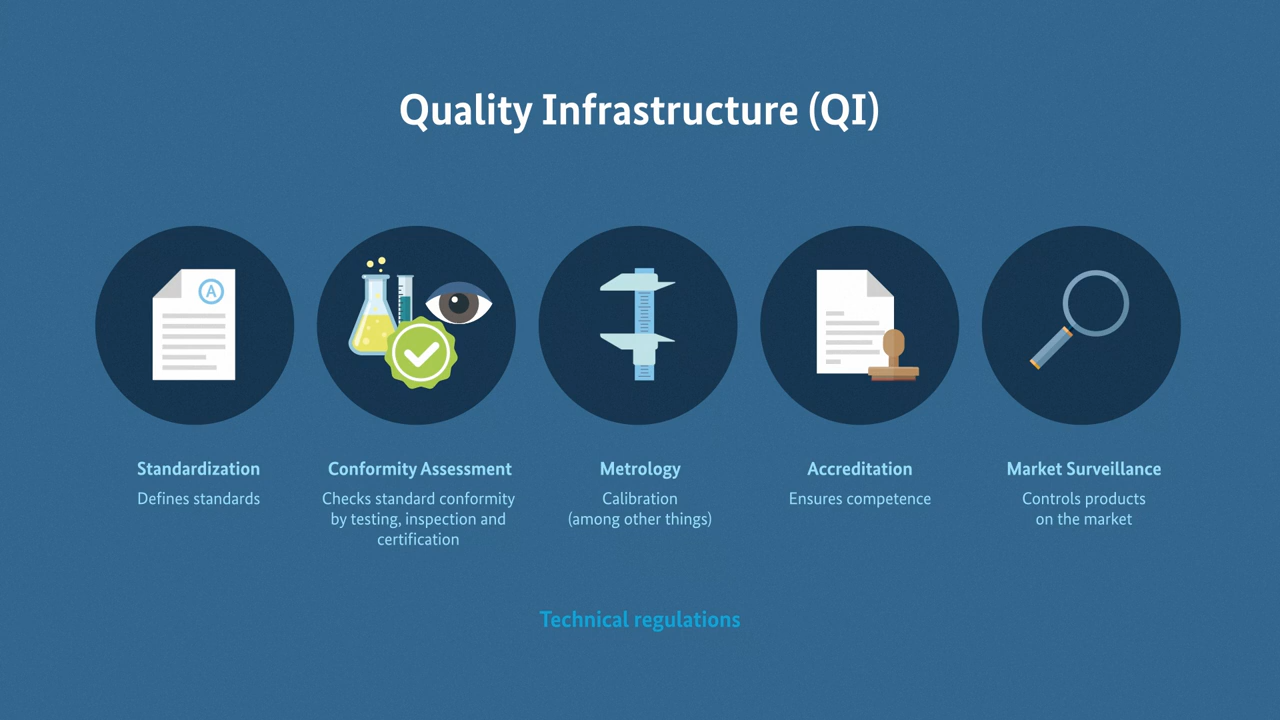 Quality Infrastructure (QI)
A
Standardization
Defines standards
Conformity Assessment
Checks standard conformity
by testing, inspection and
certification
Metrology
Calibration
(among other things)
Accreditation
Ensures competence
Market Surveillance
Controls products
on the market
Technical regulations